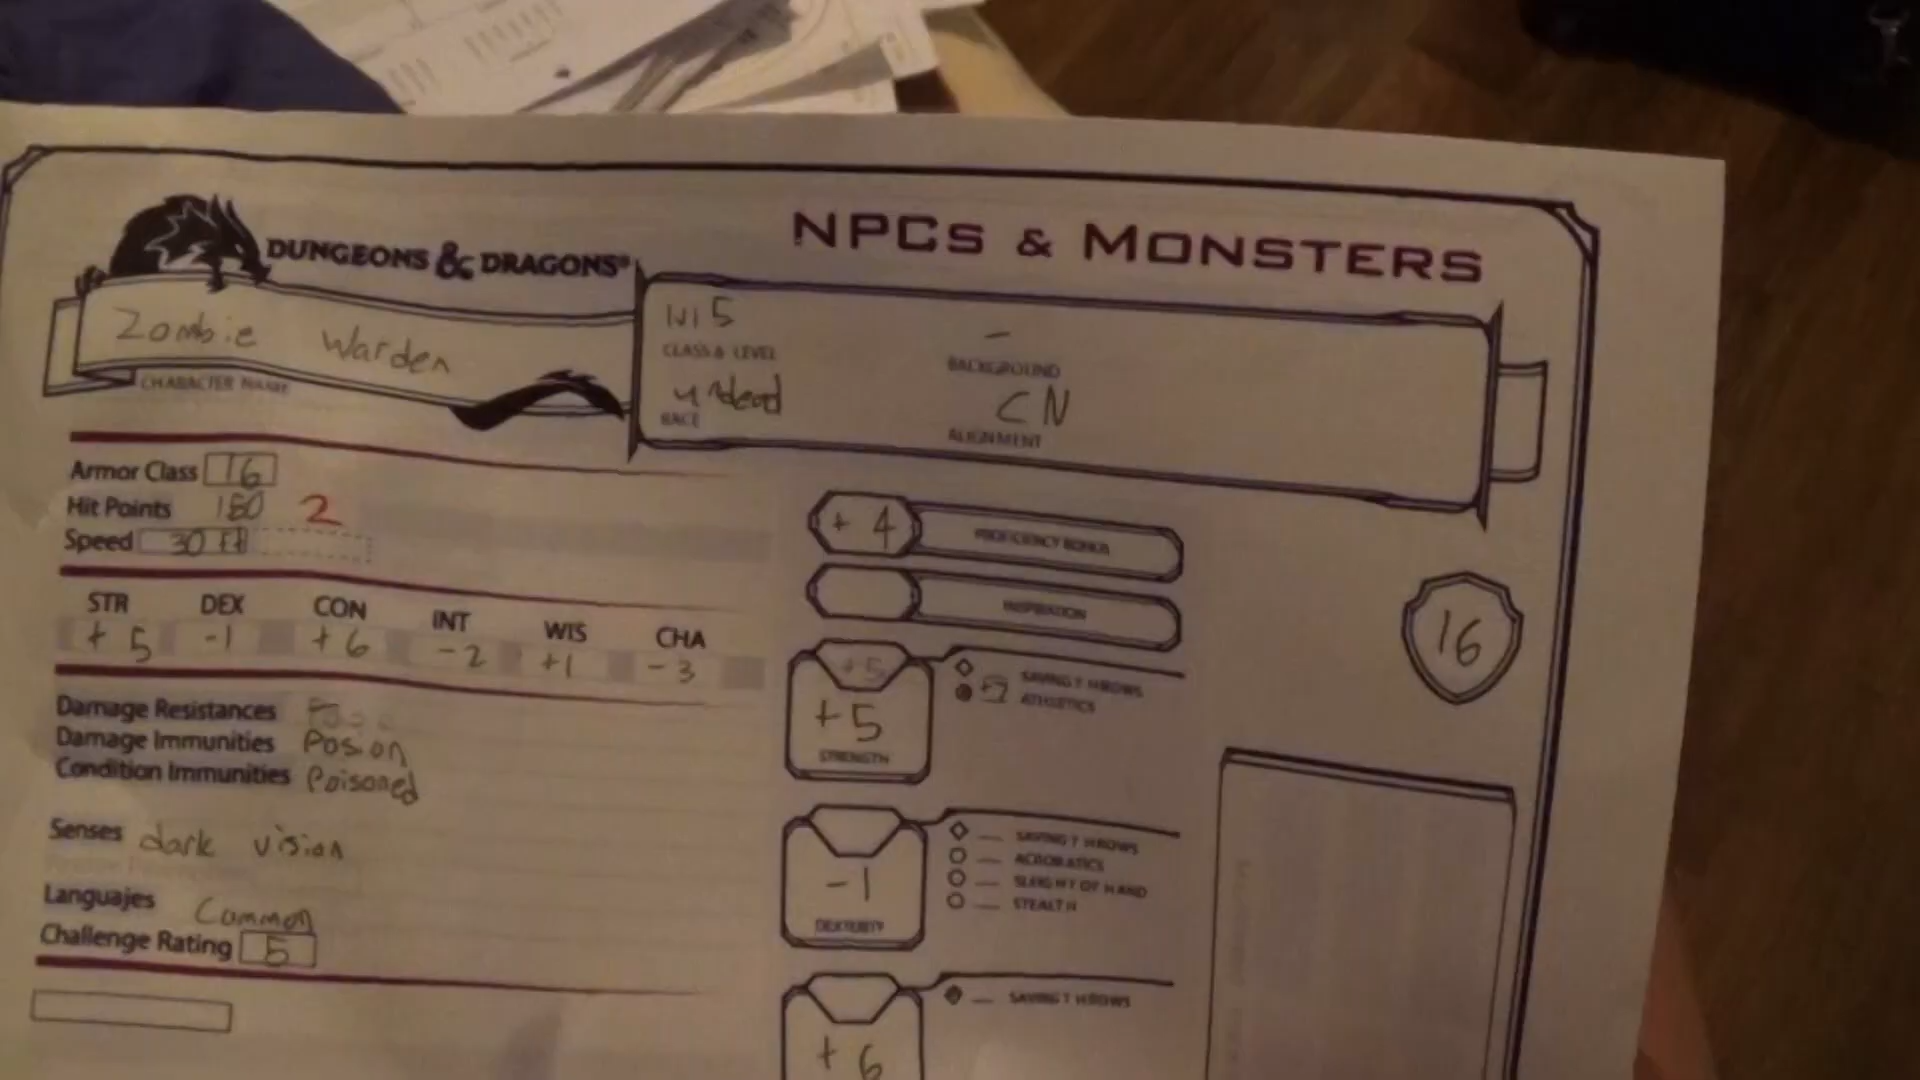 NPCs & MONSTERS
DUNGEONS & DRAGONS®
Zombie Warden
CHARACTER NAME
lvl 5
CLASS & LEVEL
-
BACKGROUND
undead
RACE
CN
ALIGNMENT
Armor Class 16
Hit Points 180 2
Speed 30 ft
STR DEX CON INT WIS CHA
+5 -1 +6 -2 +1 -3
Damage Resistances
Damage Immunities Posion
Condition Immunities Poisoned
Senses dark vision
Languajes Common
Challenge Rating 5
+4 PROFICIENCY BONUS
INSPIRATION
16
+5
+5
STRENGTH
SAVING THROWS
+7 ATHLETICS
-1
DEXTERITY
SAVING THROWS
ACROBATICS
SLEIGHT OF HAND
STEALTH
+6
SAVING THROWS